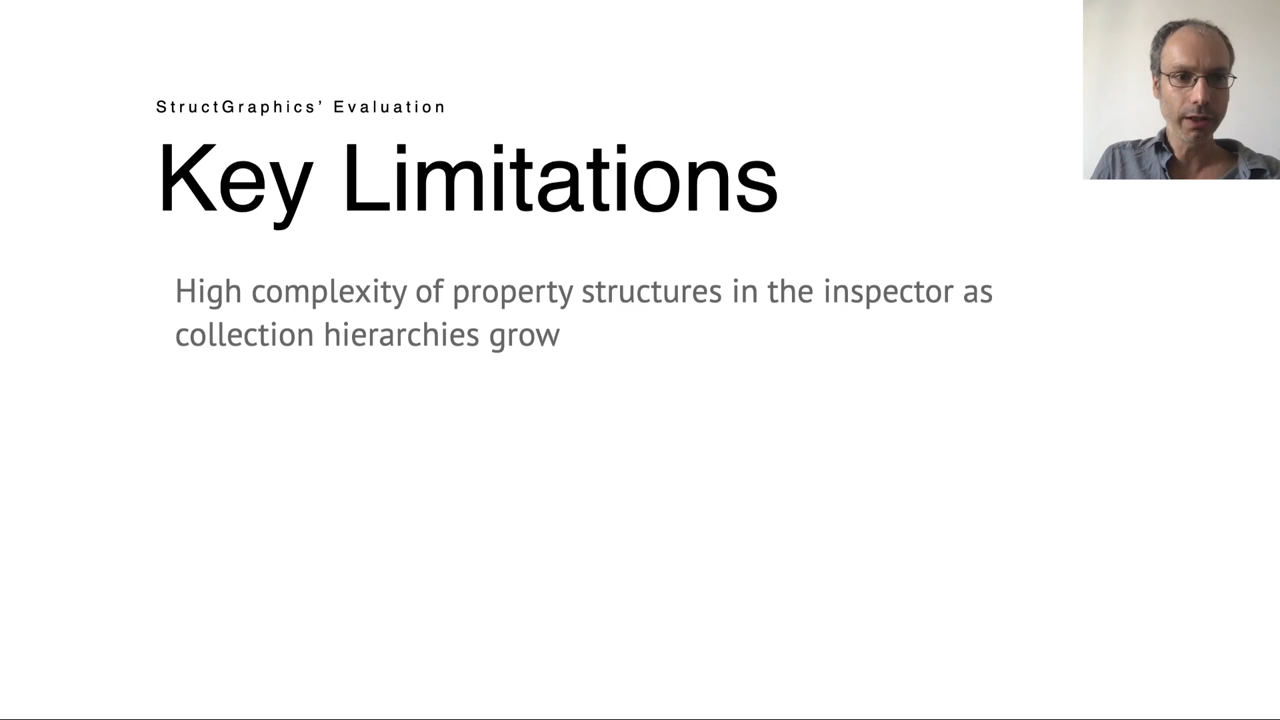 StructGraphics’ Evaluation
Key Limitations
High complexity of property structures in the inspector as
collection hierarchies grow